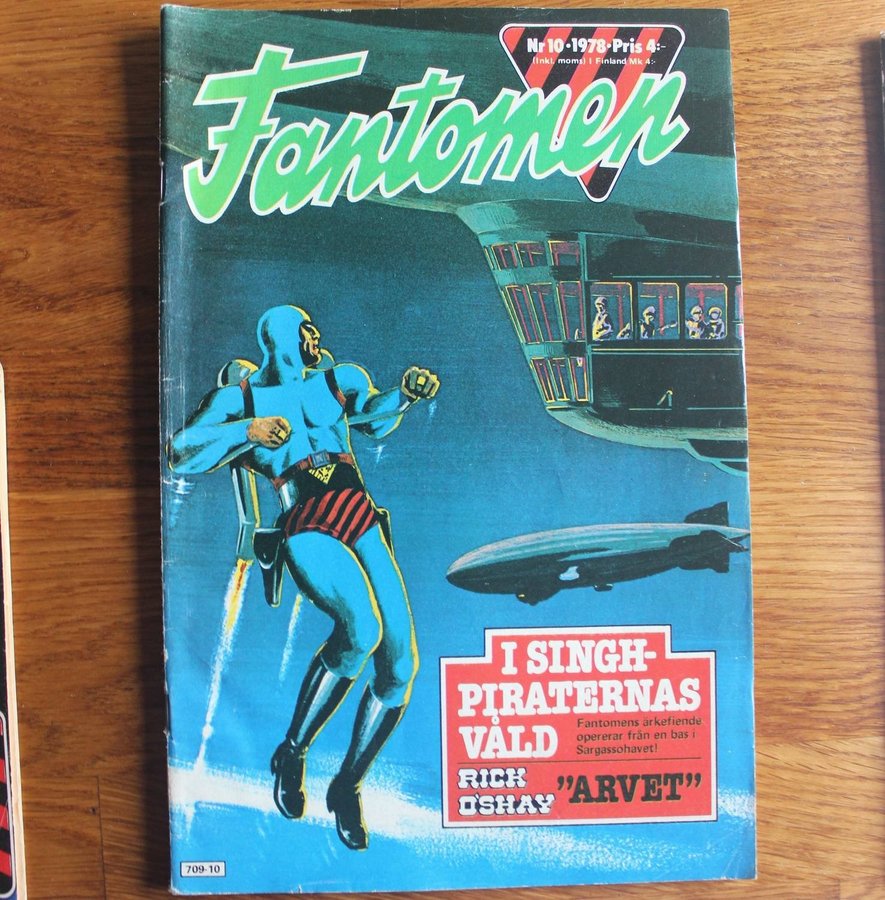 Nr 10 • 1978 • Pris 4:-
(Inkl. moms) I Finland Mk 4:-
Fantomen
I SINGH-
PIRATERNAS
VÅLD
Fantomens ärkefiende
opererar från en bas i
Sargassohavet!
RICK
O'SHAY
"ARVET"
709-10